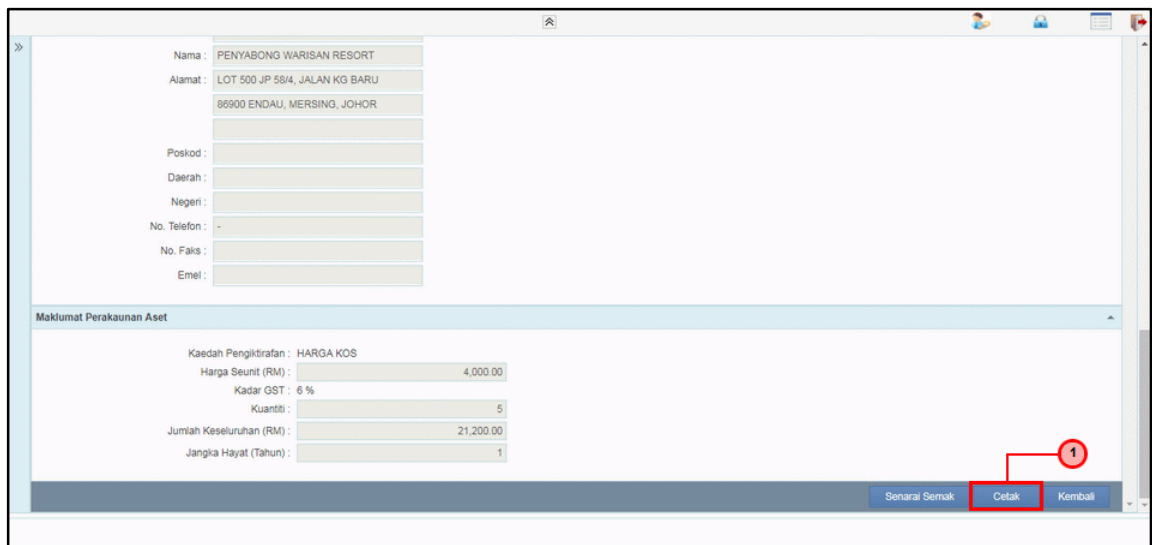 Nama : PENYABONG WARISAN RESORT
Alamat : LOT 500 JP 58/4, JALAN KG BARU
86900 ENDAU, MERSING, JOHOR
Poskod :
Daerah :
Negeri :
No. Telefon : -
No. Faks :
Emel :
Maklumat Perakaunan Aset
Kaedah Pengiktirafan : HARGA KOS
Harga Seunit (RM) : 4,000.00
Kadar GST : 6 %
Kuantiti : 5
Jumlah Keseluruhan (RM) : 21,200.00
Jangka Hayat (Tahun) : 1
1
Senarai Semak Cetak Kembali